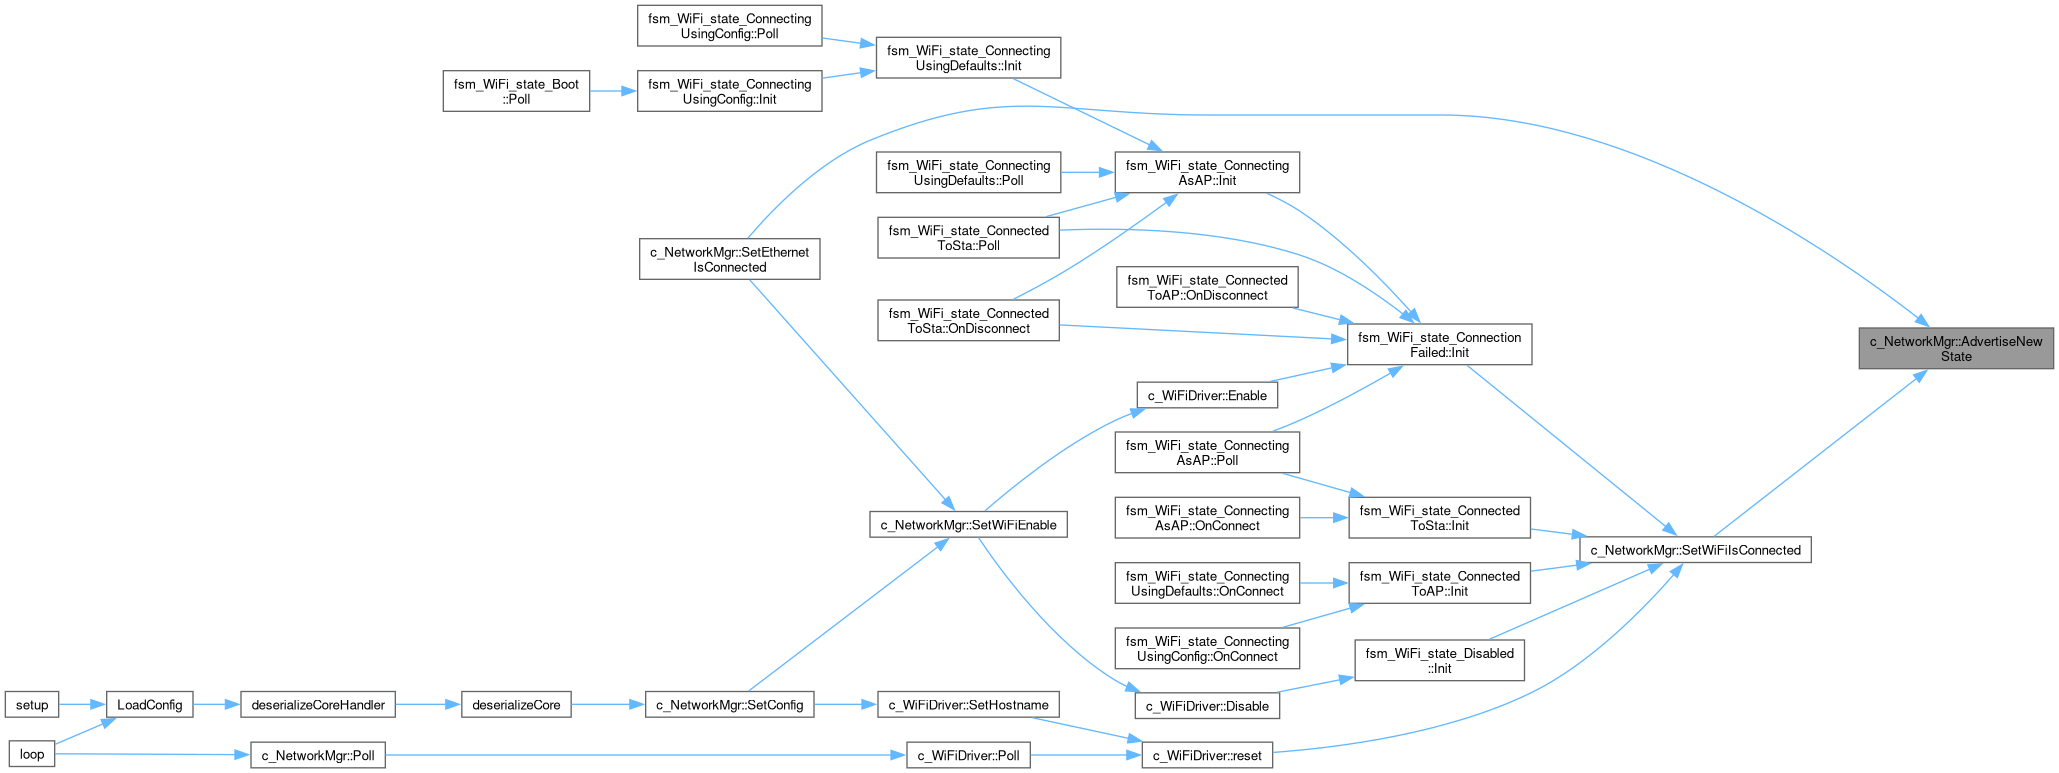 fsm_WiFi_state_Connecting
UsingConfig::Poll
fsm_WiFi_state_Connecting
UsingDefaults::Init
fsm_WiFi_state_Boot
::Poll
fsm_WiFi_state_Connecting
UsingConfig::Init
fsm_WiFi_state_Connecting
UsingDefaults::Poll
fsm_WiFi_state_Connecting
AsAP::Init
fsm_WiFi_state_Connected
ToSta::Poll
c_NetworkMgr::SetEthernet
IsConnected
fsm_WiFi_state_Connected
ToAP::OnDisconnect
fsm_WiFi_state_Connected
ToSta::OnDisconnect
fsm_WiFi_state_Connection
Failed::Init
c_NetworkMgr::AdvertiseNew
State
c_WiFiDriver::Enable
fsm_WiFi_state_Connecting
AsAP::Poll
c_NetworkMgr::SetWiFiEnable
fsm_WiFi_state_Connecting
AsAP::OnConnect
fsm_WiFi_state_Connected
ToSta::Init
c_NetworkMgr::SetWiFiIsConnected
fsm_WiFi_state_Connecting
UsingDefaults::OnConnect
fsm_WiFi_state_Connected
ToAP::Init
fsm_WiFi_state_Connecting
UsingConfig::OnConnect
fsm_WiFi_state_Disabled
::Init
setup
LoadConfig
deserializeCoreHandler
deserializeCore
c_NetworkMgr::SetConfig
c_WiFiDriver::SetHostname
c_WiFiDriver::Disable
loop
c_NetworkMgr::Poll
c_WiFiDriver::Poll
c_WiFiDriver::reset